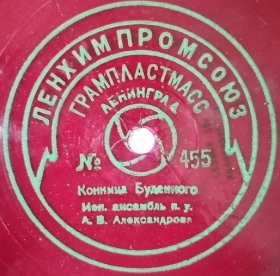 ЛЕНХИМПРОМСОЮЗ
ГРАМПЛАСТМАСС
ЛЕНИНГРАД
№ 455
Конница Буденного
Исп. ансамбль п. у.
А. В. Александрова